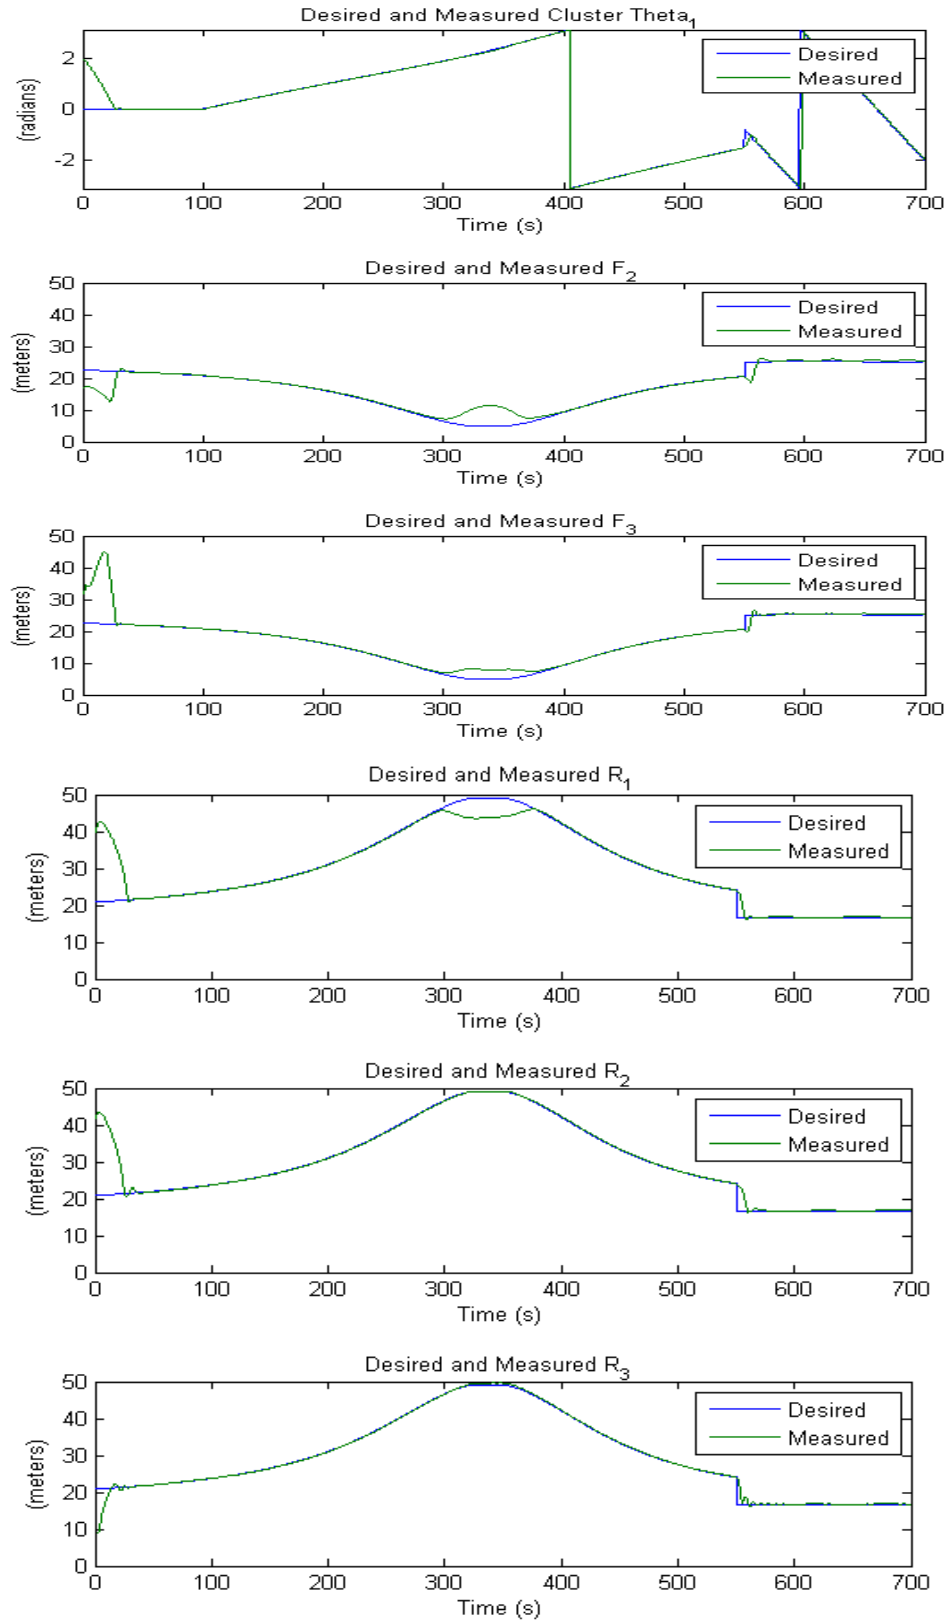 Desired and Measured Cluster Theta1
2
0
-2
(radians)
Desired
Measured
0 100 200 300 400 500 600 700
Time (s)
Desired and Measured F2
50
40
30
20
10
0
(meters)
Desired
Measured
0 100 200 300 400 500 600 700
Time (s)
Desired and Measured F3
50
40
30
20
10
0
(meters)
Desired
Measured
0 100 200 300 400 500 600 700
Time (s)
Desired and Measured R1
50
40
30
20
10
0
(meters)
Desired
Measured
0 100 200 300 400 500 600 700
Time (s)
Desired and Measured R2
50
40
30
20
10
0
(meters)
Desired
Measured
0 100 200 300 400 500 600 700
Time (s)
Desired and Measured R3
50
40
30
20
10
0
(meters)
Desired
Measured
0 100 200 300 400 500 600 700
Time (s)